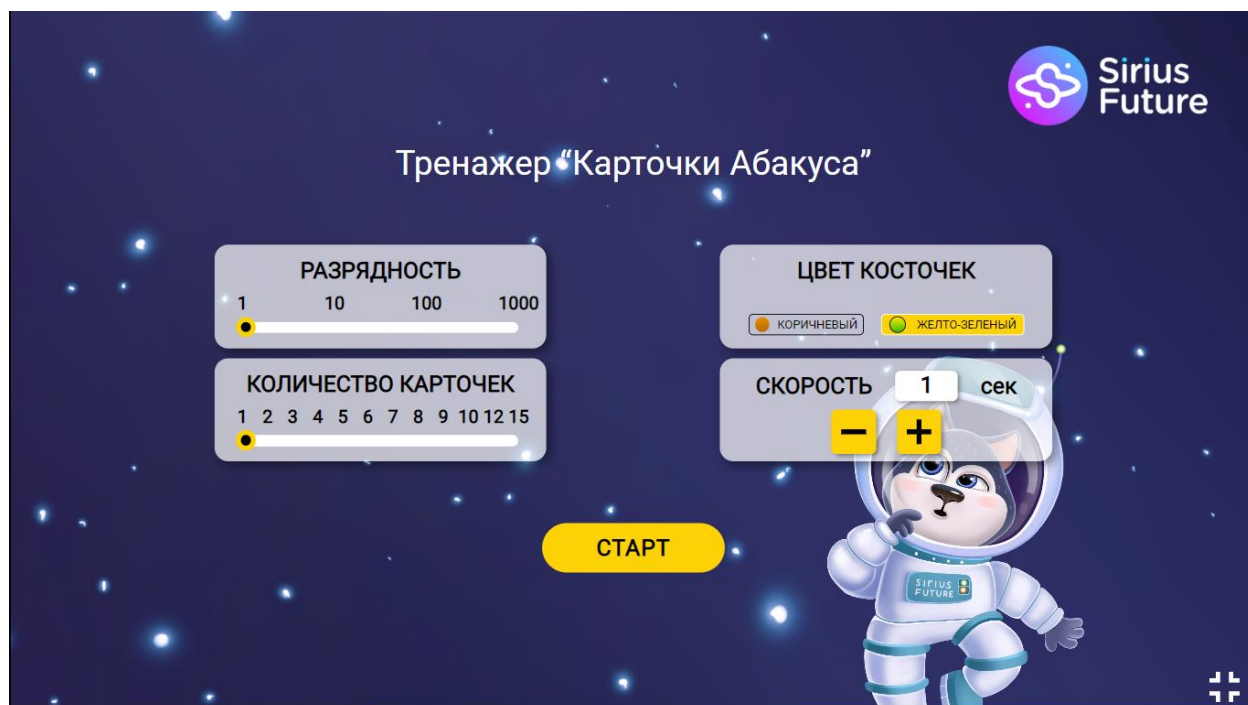 Sirius
Future
Тренажер “Карточки Абакуса”
РАЗРЯДНОСТЬ
1 10 100 1000
ЦВЕТ КОСТОЧЕК
КОРИЧНЕВЫЙ ЖЕЛТО-ЗЕЛЕНЫЙ
КОЛИЧЕСТВО КАРТОЧЕК
1 2 3 4 5 6 7 8 9 10 12 15
СКОРОСТЬ 1 сек
СТАРТ
SIRIUS
FUTURE